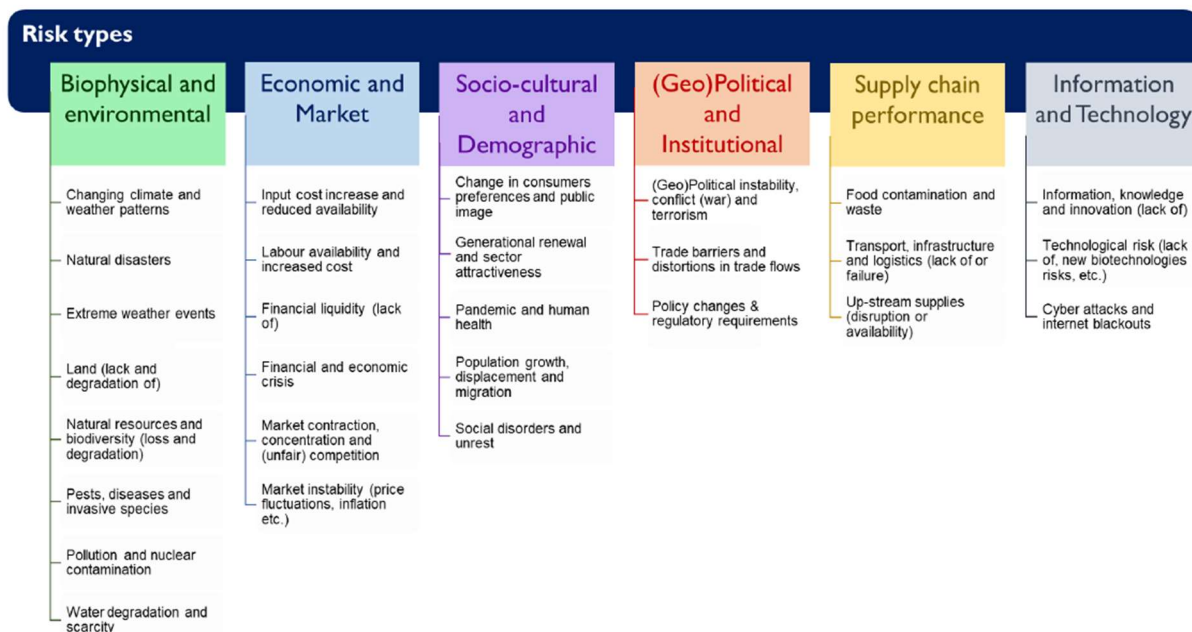 Risk types
Biophysical and
environmental
Changing climate and
weather patterns
Natural disasters
Extreme weather events
Land (lack and
degradation of)
Natural resources and
biodiversity (loss and
degradation)
Pests, diseases and
invasive species
Pollution and nuclear
contamination
Water degradation and
scarcity
Economic and
Market
Input cost increase and
reduced availability
Labour availability and
increased cost
Financial liquidity (lack
of)
Financial and economic
crisis
Market contraction,
concentration and
(unfair) competition
Market instability (price
fluctuations, inflation
etc.)
Socio-cultural
and
Demographic
Change in consumers
preferences and public
image
Generational renewal
and sector
attractiveness
Pandemic and human
health
Population growth,
displacement and
migration
Social disorders and
unrest
(Geo)Political
and
Institutional
(Geo)Political instability,
conflict (war) and
terrorism
Trade barriers and
distortions in trade flows
Policy changes &
regulatory requirements
Supply chain
performance
Food contamination and
waste
Transport, infrastructure
and logistics (lack of or
failure)
Up-stream supplies
(disruption or
availability)
Information
and Technology
Information, knowledge
and innovation (lack of)
Technological risk (lack
of, new biotechnologies
risks, etc.)
Cyber attacks and
internet blackouts